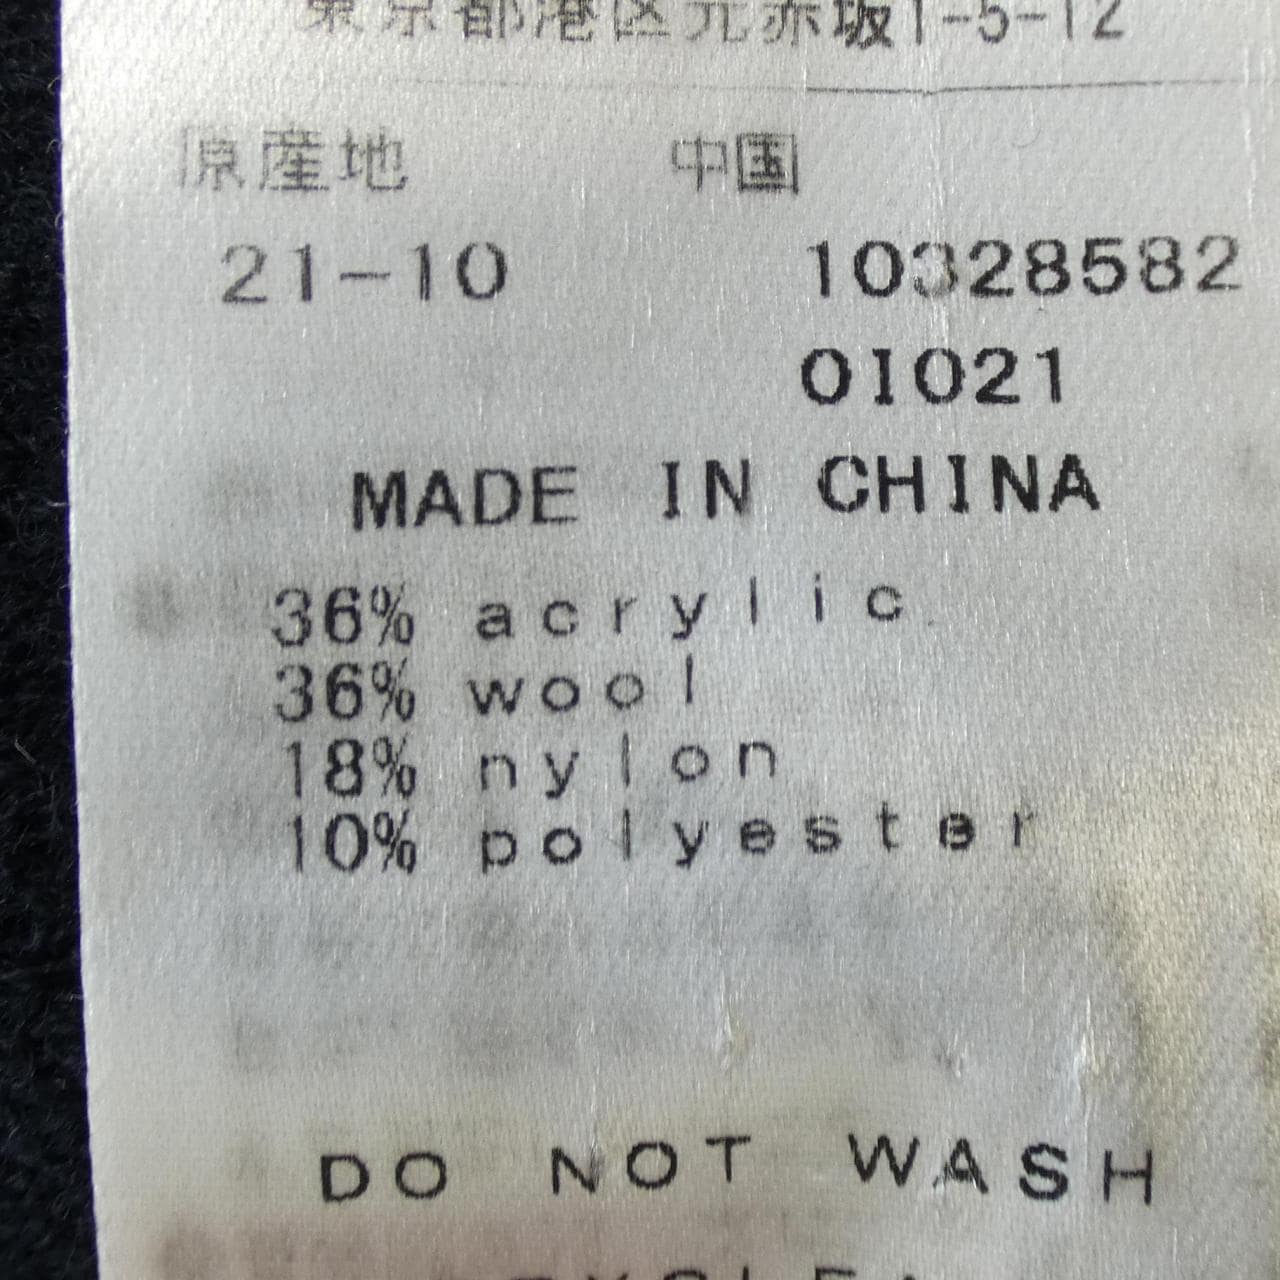 東京都港区元赤坂1-5-12
原産地 中国
21-10 10328582
01021
MADE IN CHINA
36% acrylic
36% wool
18% nylon
10% polyester
DO NOT WASH